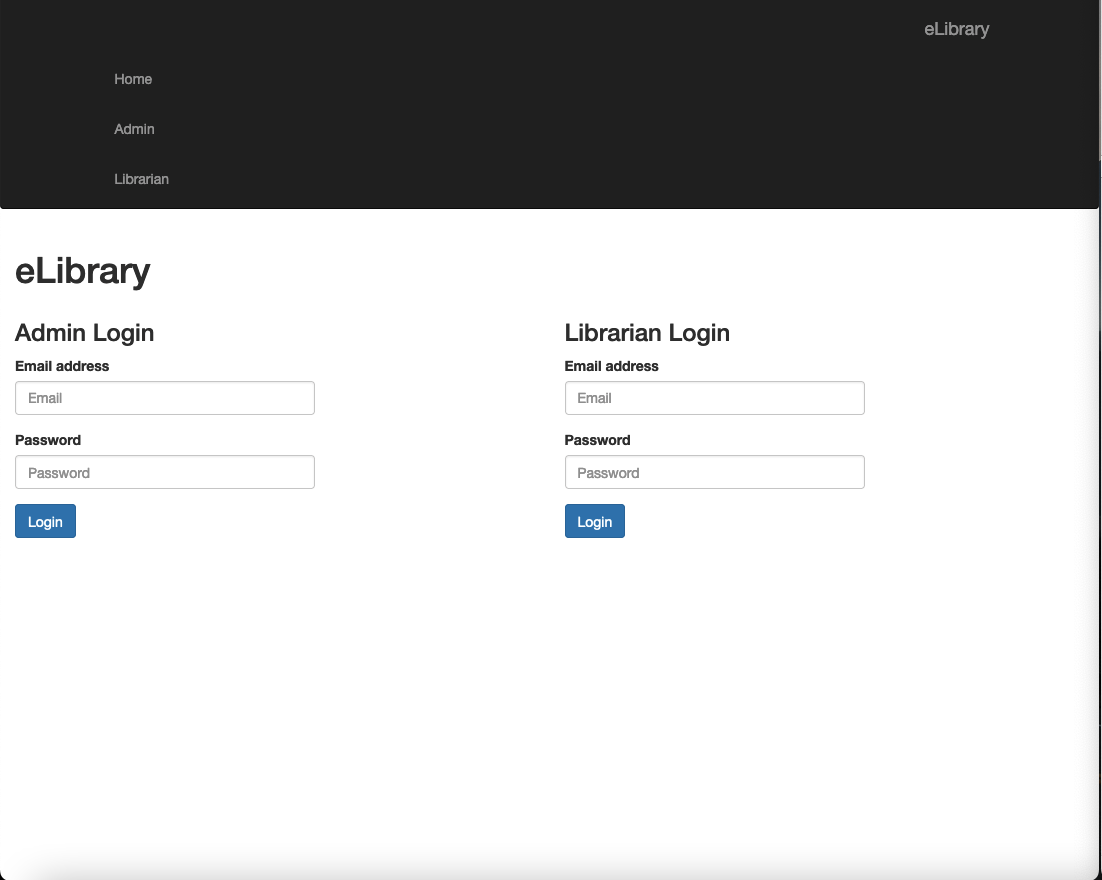 eLibrary
Home
Admin
Librarian
eLibrary
Admin Login
Email address
Email
Password
Password
Login
Librarian Login
Email address
Email
Password
Password
Login